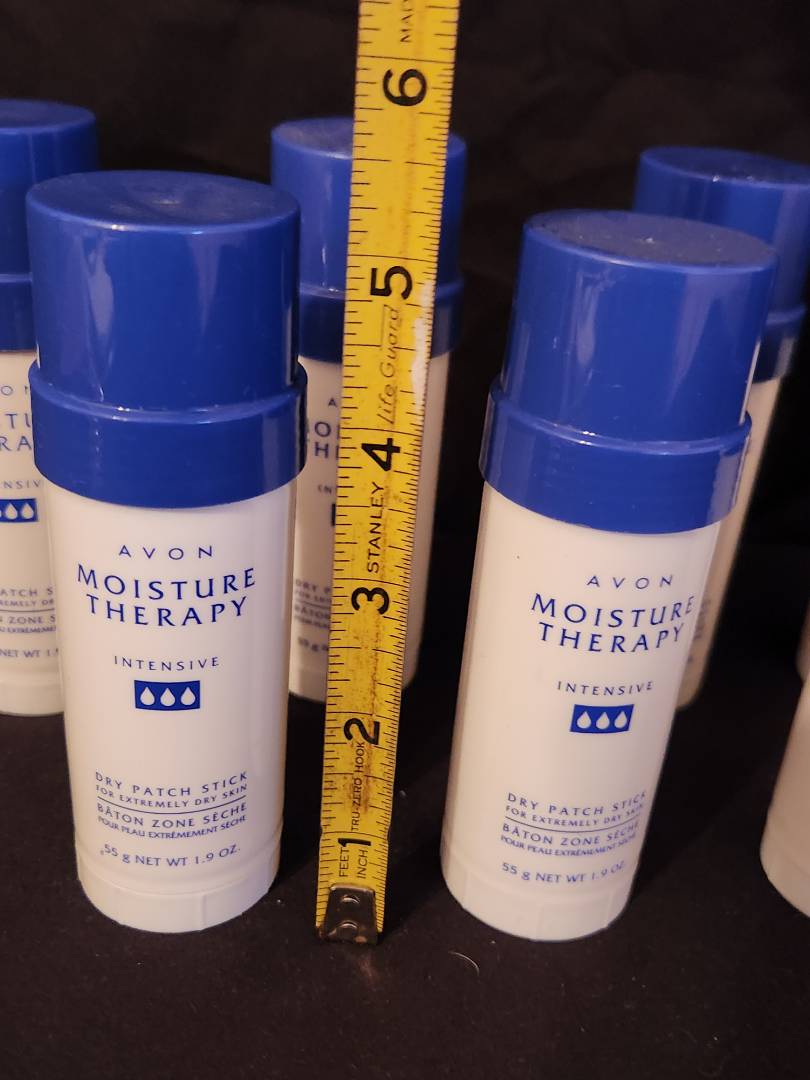 AVON
MOISTURE
THERAPY
INTENSIVE
DRY PATCH STICK
FOR EXTREMELY DRY SKIN
BÂTON ZONE SÈCHE
POUR PEAU EXTRÊMEMENT SÈCHE
55 g NET WT 1.9 OZ.
MAD
6
5
Life Guard
4
STANLEY
3
2
TRU-ZERO HOOK
1
FEET
INCH
AVON
MOISTURE
THERAPY
INTENSIVE
DRY PATCH STICK
FOR EXTREMELY DRY SKIN
BÂTON ZONE SÈCHE
POUR PEAU EXTRÊMEMENT SÈCHE
55 g NET WT 1.9 OZ.